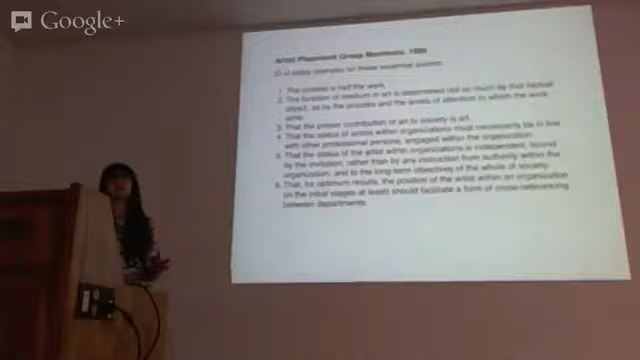 Google+
Artist Placement Group Manifesto, 1980
1. The context is half the work.
2. The function of medium in art is determined not so much by that factual
object, as by the process and the levels of attention to which the work
aims.
3. That the proper contribution of art to society is art.
4. That the status of artists within organizations must necessarily be in line
with other professional persons, engaged within the organization.
5. That the status of the artist within organizations is independent, bound
by the invitation, rather than by any instruction from authority within the
organization, and to the long-term objectives of the whole of society.
6. That, for optimum results, the position of the artist within an organization
(in the initial stages at least) should facilitate a form of cross-referencing
between departments.